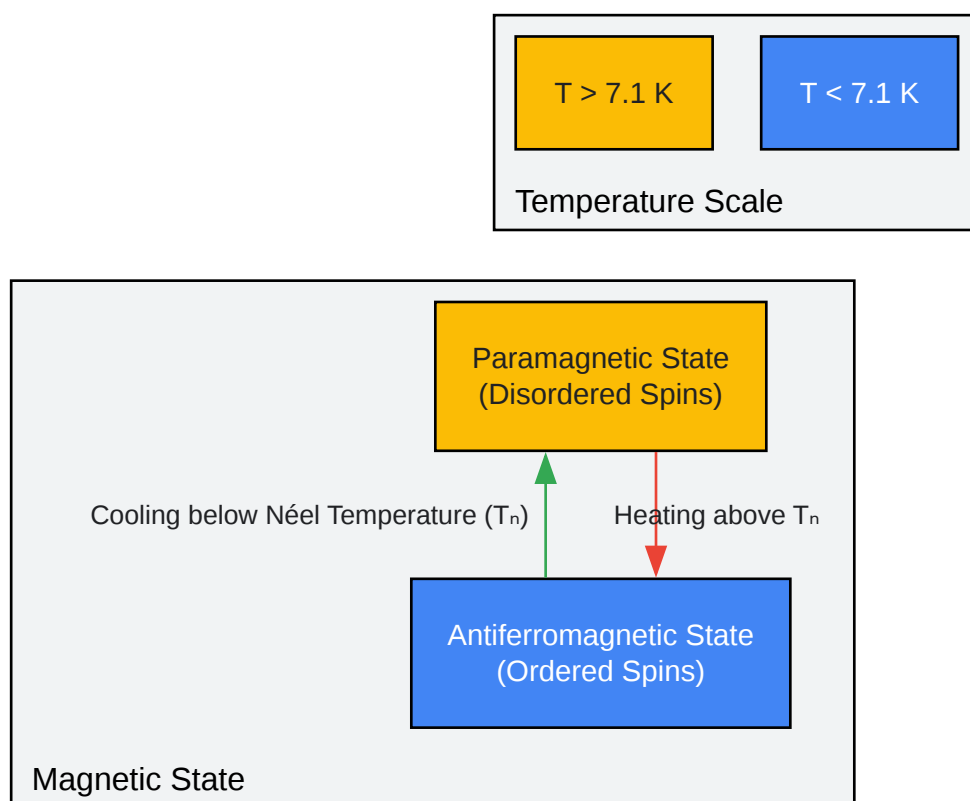 T > 7.1 K
T < 7.1 K
Temperature Scale
Paramagnetic State
(Disordered Spins)
Cooling below Néel Temperature (Tₙ)
Heating above Tₙ
Antiferromagnetic State
(Ordered Spins)
Magnetic State